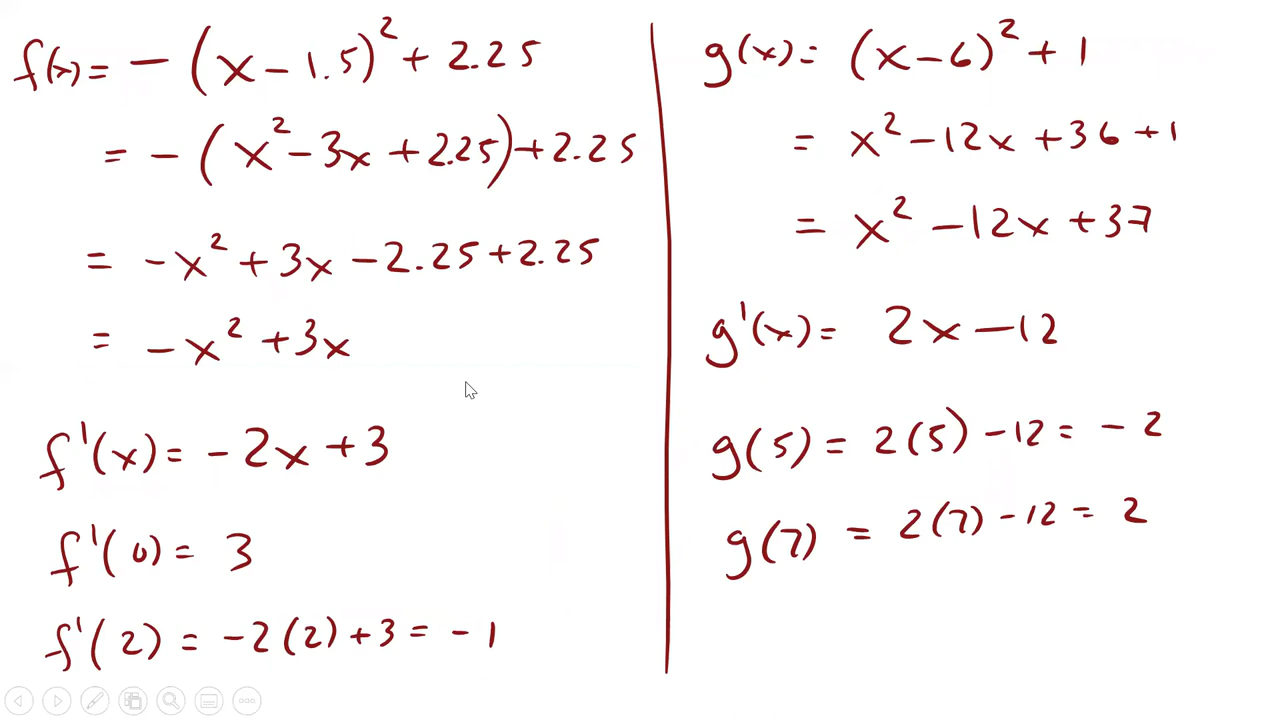 f(x) = - (x - 1.5)² + 2.25
= - (x² - 3x + 2.25) + 2.25
= -x² + 3x - 2.25 + 2.25
= -x² + 3x
f'(x) = -2x + 3
f'(0) = 3
f'(2) = -2(2) + 3 = -1
g(x) = (x - 6)² + 1
= x² - 12x + 36 + 1
= x² - 12x + 37
g'(x) = 2x - 12
g(5) = 2(5) - 12 = -2
g(7) = 2(7) - 12 = 2